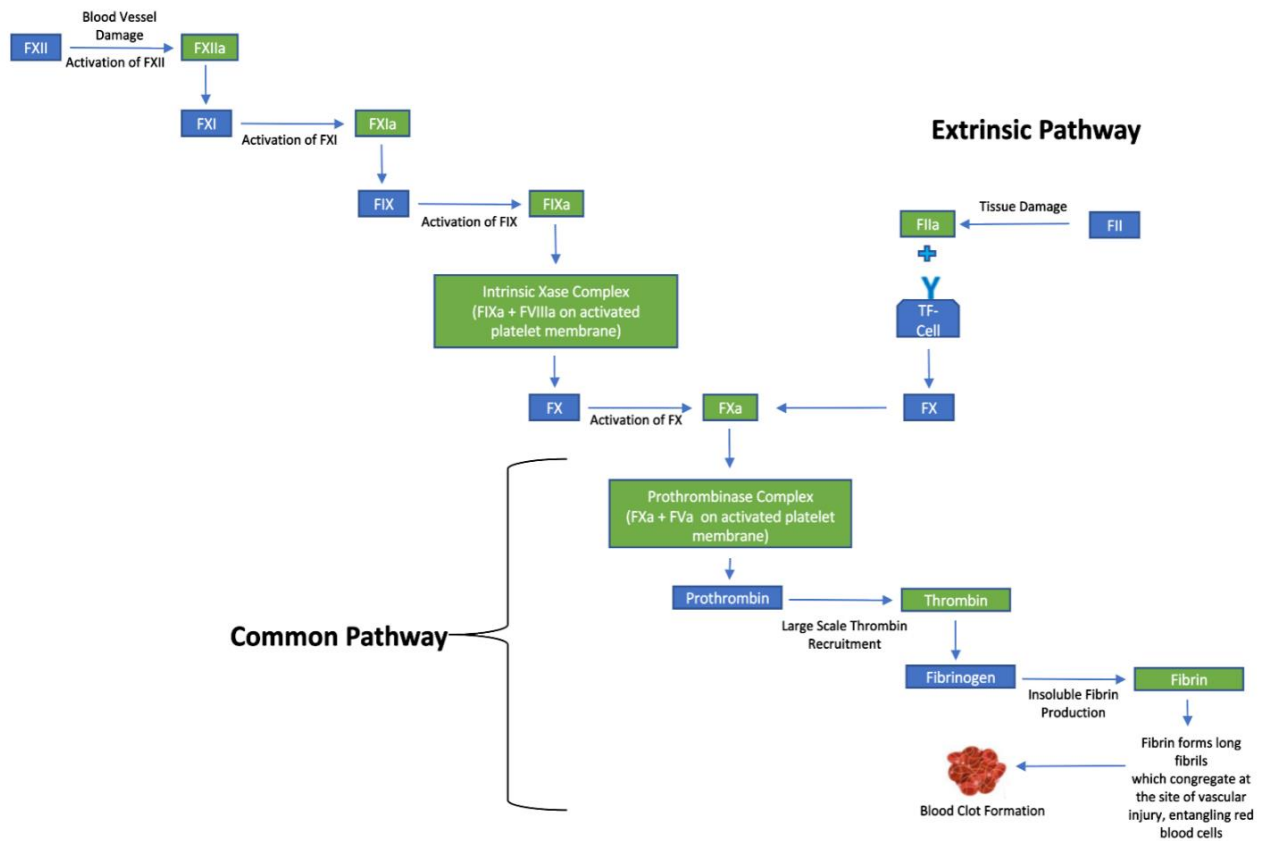 Blood Vessel
Damage
FXII
FXIIa
Activation of FXII
FXI
Activation of FXI
FXIa
FIX
Activation of FIX
FIXa
Intrinsic Xase Complex
(FIXa + FVIIIa on activated
platelet membrane)
FX
Activation of FX
FXa
Extrinsic Pathway
FIIa
Tissue Damage
FII
TF-
Cell
FX
Common Pathway
Prothrombinase Complex
(FXa + FVa on activated platelet
membrane)
Prothrombin
Large Scale Thrombin
Recruitment
Thrombin
Fibrinogen
Insoluble Fibrin
Production
Fibrin
Fibrin forms long
fibrils
which congregate at
the site of vascular
injury, entangling red
blood cells
Blood Clot Formation